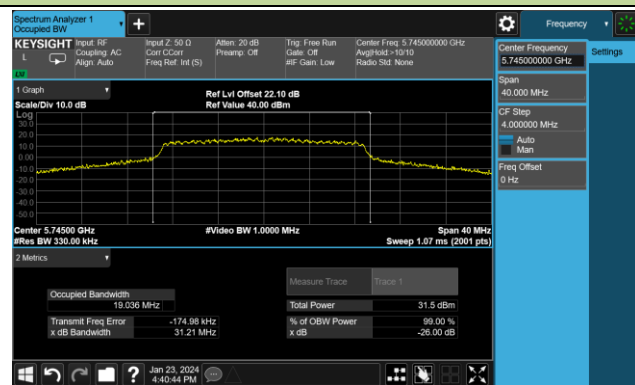 Spectrum Analyzer 1
Occupied BW
+
Frequency
KEYSIGHT
L
Input: RF
Coupling: AC
Align: Auto
Input Z: 50 Ω
Corr CCorr
Freq Ref: Int (S)
Atten: 20 dB
Preamp: Off
Trig: Free Run
Gate: Off
#IF Gain: Low
Center Freq: 5.745000000 GHz
Avg|Hold:>10/10
Radio Std: None
Center Frequency
5.745000000 GHz
Settings
Span
40.000 MHz
CF Step
4.000000 MHz
Auto
Man
Freq Offset
0 Hz
1 Graph
Scale/Div 10.0 dB
Ref Lvl Offset 22.10 dB
Ref Value 40.00 dBm
Log
30.0
20.0
10.0
0.00
-10.0
-20.0
-30.0
-40.0
-50.0
Center 5.74500 GHz
#Res BW 330.00 kHz
#Video BW 1.0000 MHz
Span 40 MHz
Sweep 1.07 ms (2001 pts)
2 Metrics
Measure Trace
Trace 1
Occupied Bandwidth
19.036 MHz
Total Power
31.5 dBm
Transmit Freq Error
-174.98 kHz
% of OBW Power
99.00 %
x dB Bandwidth
31.21 MHz
x dB
-26.00 dB
?
Jan 23, 2024
4:40:44 PM